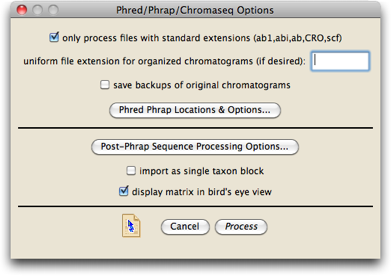 Phred/Phrap/Chromaseq Options
only process files with standard extensions (ab1,abi,ab,CRO,scf)
uniform file extension for organized chromatograms (if desired):
save backups of original chromatograms
Phred Phrap Locations & Options...
Post-Phrap Sequence Processing Options...
import as single taxon block
display matrix in bird's eye view
Cancel Process